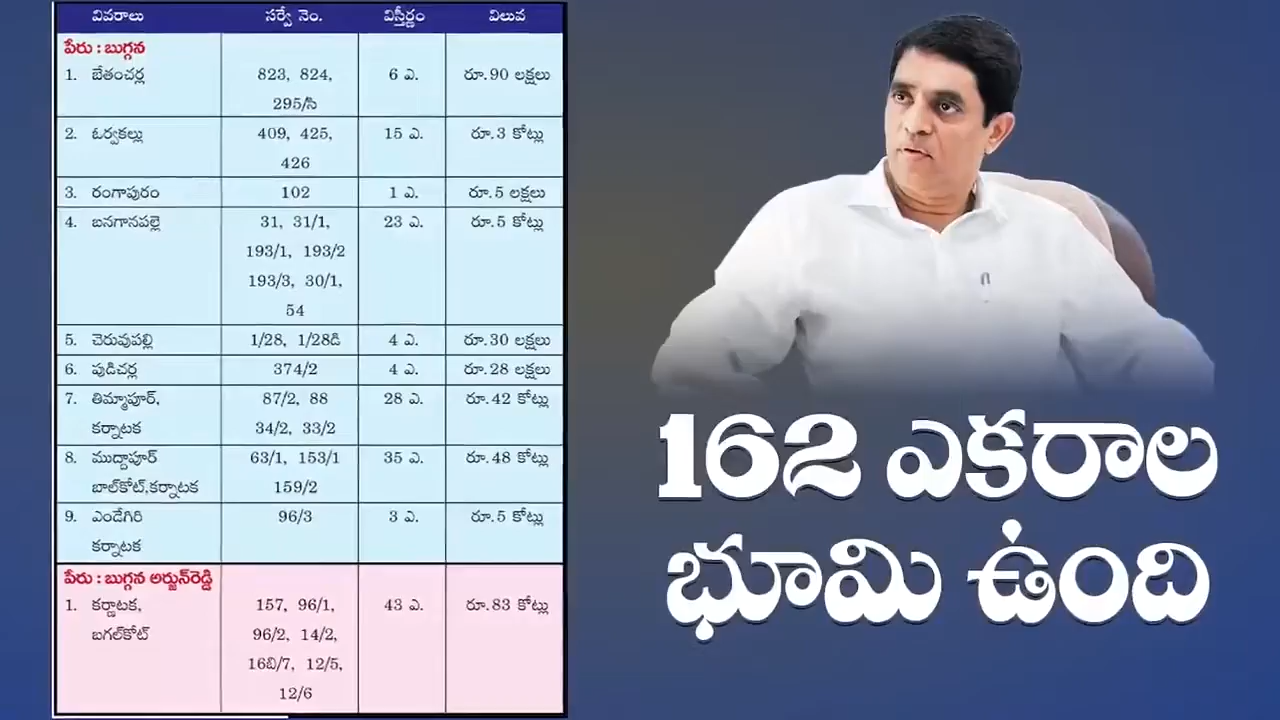 వివరాలు సర్వే నెం. విస్తీర్ణం విలువ
పేరు : బుగ్గన
1. బేతంచర్ల 823, 824, 6 ఎ. రూ.90 లక్షలు
295/సి
2. ఓర్వకల్లు 409, 425, 15 ఎ. రూ.3 కోట్లు
426
3. రంగాపురం 102 1 ఎ. రూ.5 లక్షలు
4. బనగానపల్లె 31, 31/1, 23 ఎ. రూ.5 కోట్లు
193/1, 193/2
193/3, 30/1,
54
5. చెరువుపల్లి 1/28, 1/28డి 4 ఎ. రూ.30 లక్షలు
6. పుడిచర్ల 374/2 4 ఎ. రూ.28 లక్షలు
7. తిమ్మాపూర్, 87/2, 88 28 ఎ. రూ.42 కోట్లు
కర్నాటక 34/2, 33/2
8. ముద్దాపూర్ 63/1, 153/1 35 ఎ. రూ.48 కోట్లు
బాల్‌కోట్,కర్నాటక 159/2
9. ఎండేగిరి 96/3 3 ఎ. రూ.5 కోట్లు
కర్నాటక
పేరు : బుగ్గన అర్జున్‌రెడ్డి
1. కర్ణాటక, 157, 96/1, 43 ఎ. రూ.83 కోట్లు
బగల్‌కోట్ 96/2, 14/2,
16బి/7, 12/5,
12/6
162 ఎకరాల
భూమి ఉంది